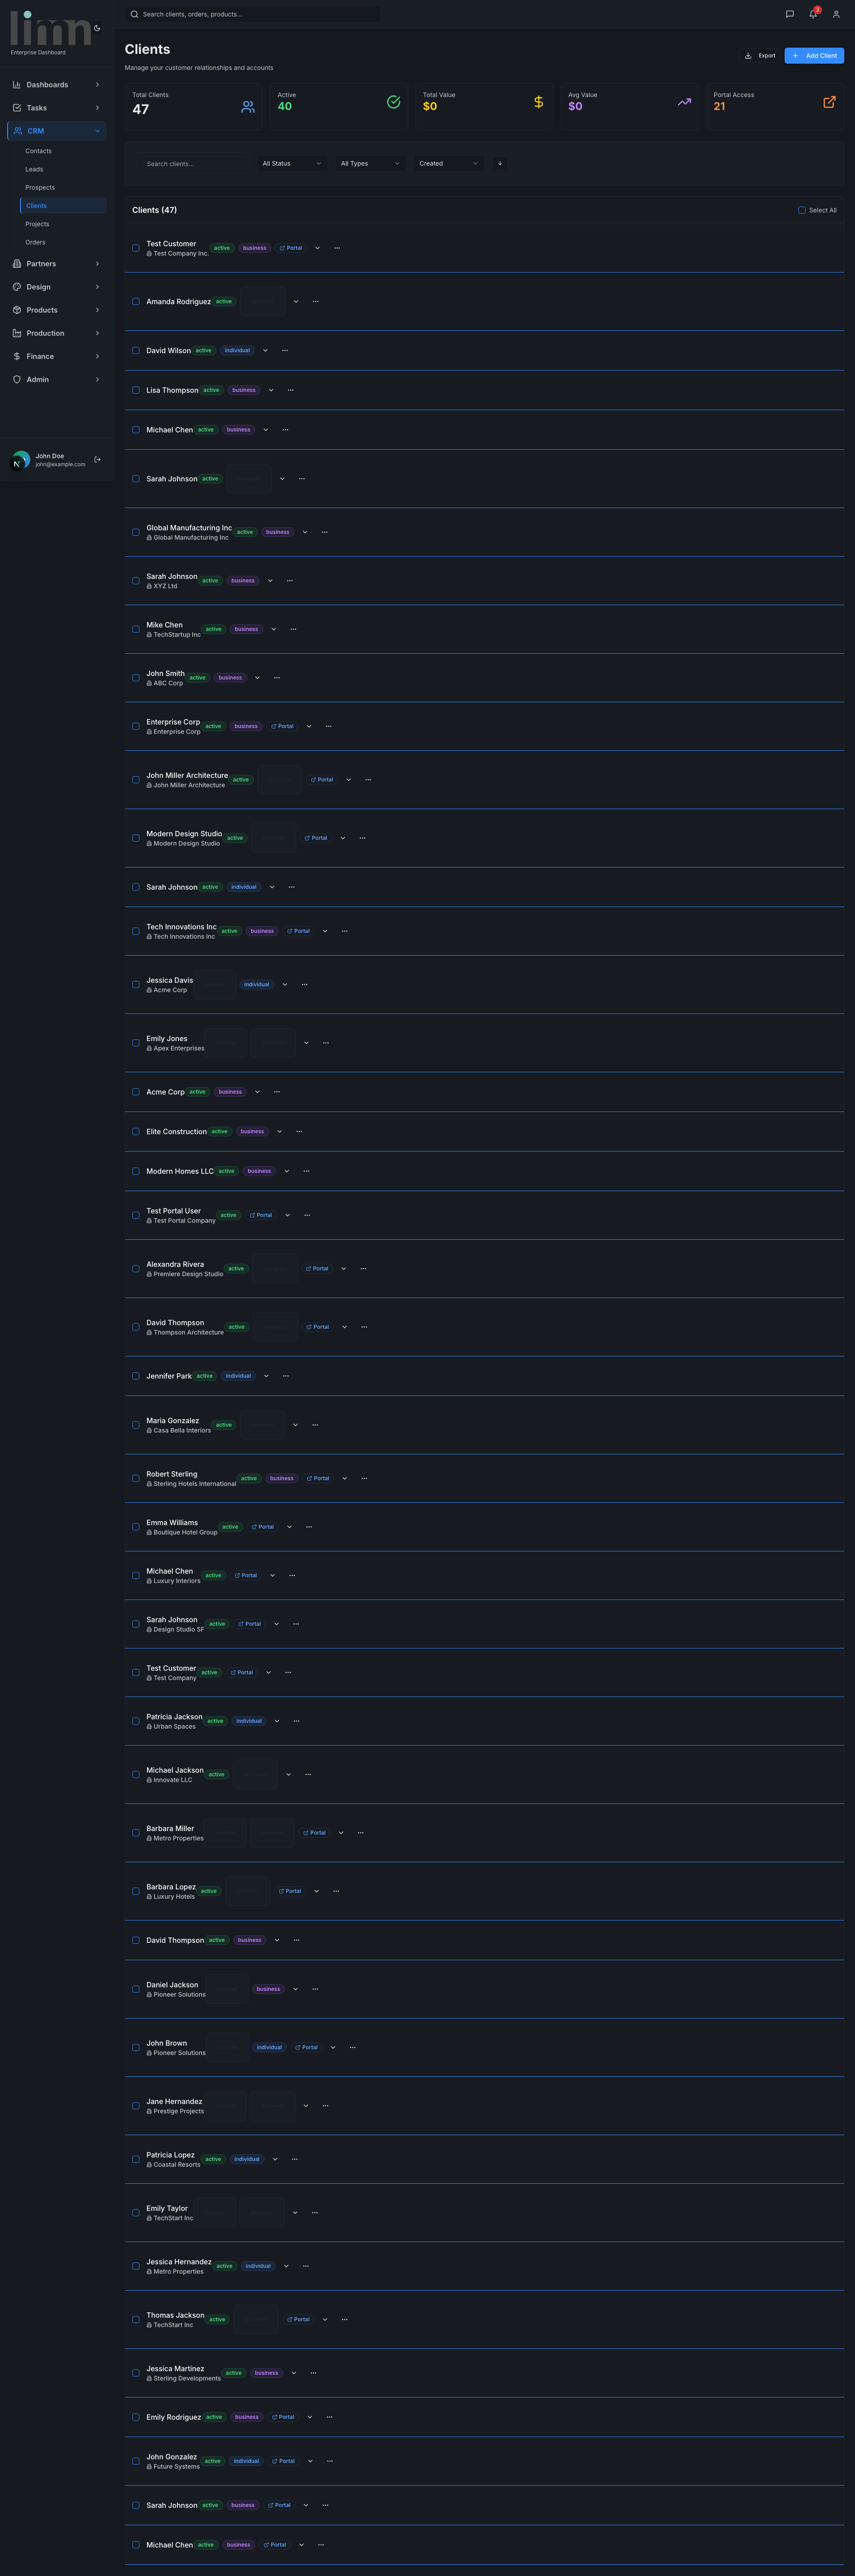 limn
Enterprise Dashboard
Dashboards
Tasks
CRM
Contacts
Leads
Prospects
Clients
Projects
Orders
Partners
Design
Products
Production
Finance
Admin
N
John Doe
john@example.com
Search clients, orders, products...
3
Clients
Manage your customer relationships and accounts
Export
Add Client
Total Clients
47
Active
40
Total Value
$0
Avg Value
$0
Portal Access
21
Search clients...
All Status
All Types
Created
Clients (47)
Select All
Test Customer active business Portal
Test Company Inc.
Amanda Rodriguez active
David Wilson active individual
Lisa Thompson active business
Michael Chen active business
Sarah Johnson active
Global Manufacturing Inc active business
Global Manufacturing Inc
Sarah Johnson active business
XYZ Ltd
Mike Chen active business
TechStartup Inc
John Smith active business
ABC Corp
Enterprise Corp active business Portal
Enterprise Corp
John Miller Architecture active Portal
John Miller Architecture
Modern Design Studio active Portal
Modern Design Studio
Sarah Johnson active individual
Tech Innovations Inc active business Portal
Tech Innovations Inc
Jessica Davis individual
Acme Corp
Emily Jones
Apex Enterprises
Acme Corp active business
Elite Construction active business
Modern Homes LLC active business
Test Portal User active Portal
Test Portal Company
Alexandra Rivera active Portal
Premiere Design Studio
David Thompson active Portal
Thompson Architecture
Jennifer Park active individual
Maria Gonzalez active
Casa Bella Interiors
Robert Sterling active business Portal
Sterling Hotels International
Emma Williams active Portal
Boutique Hotel Group
Michael Chen active Portal
Luxury Interiors
Sarah Johnson active Portal
Design Studio SF
Test Customer active Portal
Test Company
Patricia Jackson active individual
Urban Spaces
Michael Jackson active
Innovate LLC
Barbara Miller Portal
Metro Properties
Barbara Lopez active Portal
Luxury Hotels
David Thompson active business
Daniel Jackson business
Pioneer Solutions
John Brown individual Portal
Pioneer Solutions
Jane Hernandez
Prestige Projects
Patricia Lopez active individual
Coastal Resorts
Emily Taylor
TechStart Inc
Jessica Hernandez active individual
Metro Properties
Thomas Jackson active Portal
TechStart Inc
Jessica Martinez active business
Sterling Developments
Emily Rodriguez active business Portal
John Gonzalez active individual Portal
Future Systems
Sarah Johnson active business Portal
Michael Chen active business Portal